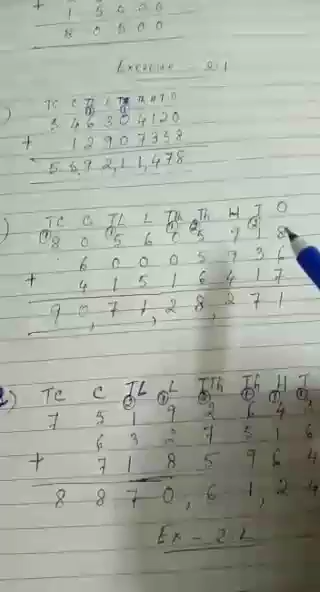 + 1 5 0 0 0
8 0 0 0 0
Exercise - 2.1
TC C TL L TTh Th H T O
5 4 6 3 0 4 1 2 0
+ 1 2 9 0 7 3 5 8
5 6, 9 2, 1 1, 4 7 8
TC C TL L TTh Th H T O
8 0 5 6 0 5 9 1 8
6 0 0 0 5 9 3 6
+ 4 1 5 1 6 4 1 7
9 0, 7 1, 2 8, 2 7 1
TC C TL L TTh Th H T
7 5 1 9 2 6 4
6 3 2 7 5 1 6
+ 7 1 8 5 9 6 4
8 8 7 0, 6 1, 2 4
Ex - 2.2